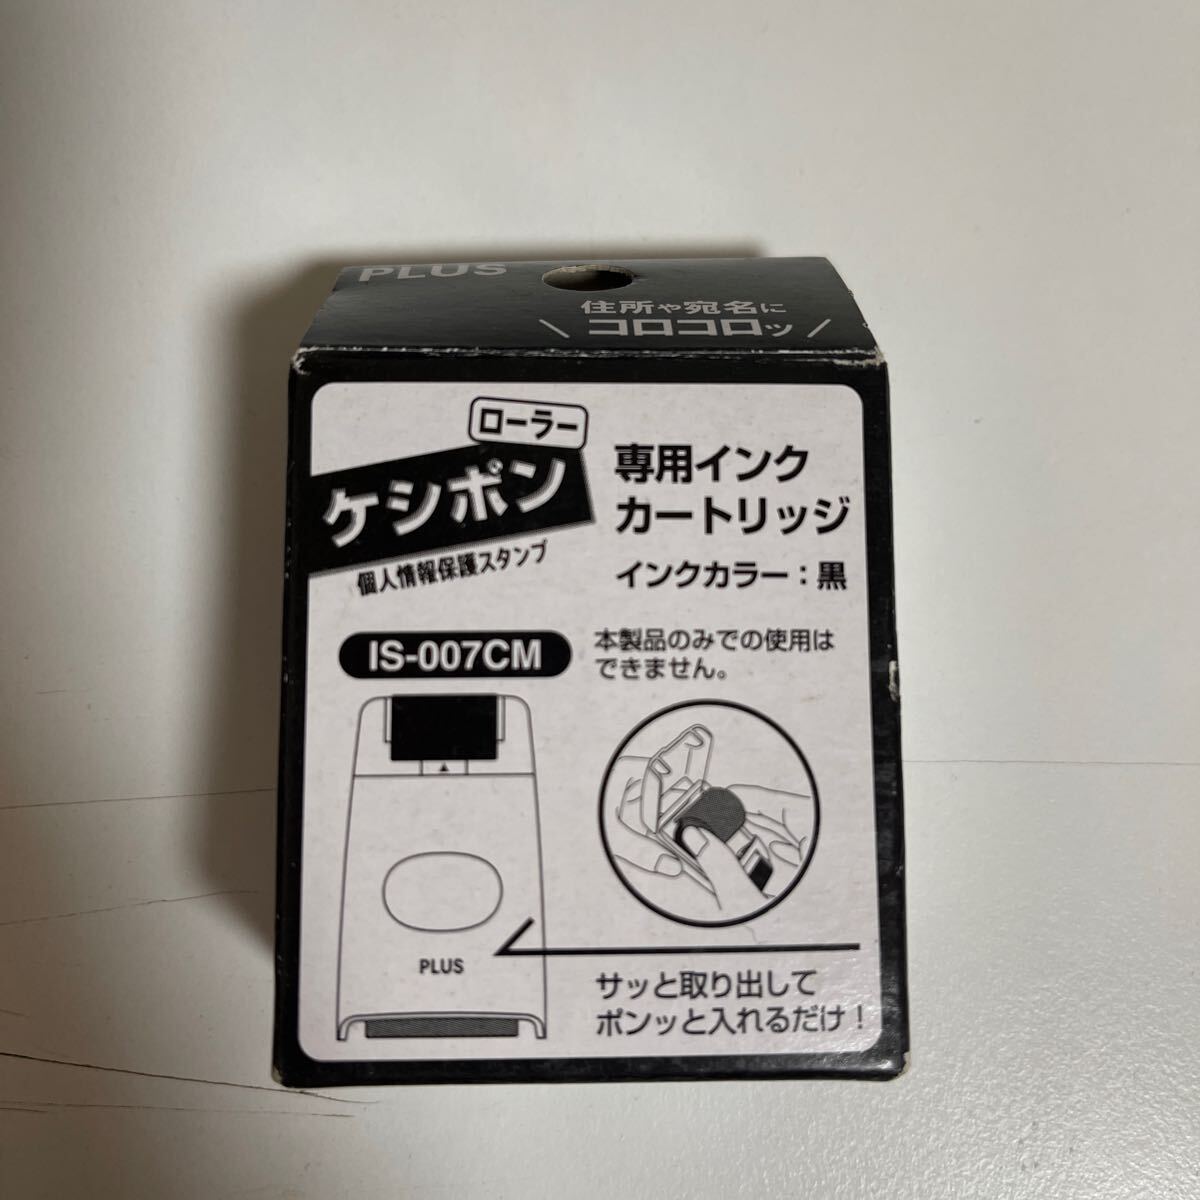 PLUS
住所や宛名に
\ コロコロッ /
ローラー
ケシポン
個人情報保護スタンプ
専用インク
カートリッジ
インクカラー：黒
IS-007CM
本製品のみでの使用は
できません。
PLUS
サッと取り出して
ポンッと入れるだけ！